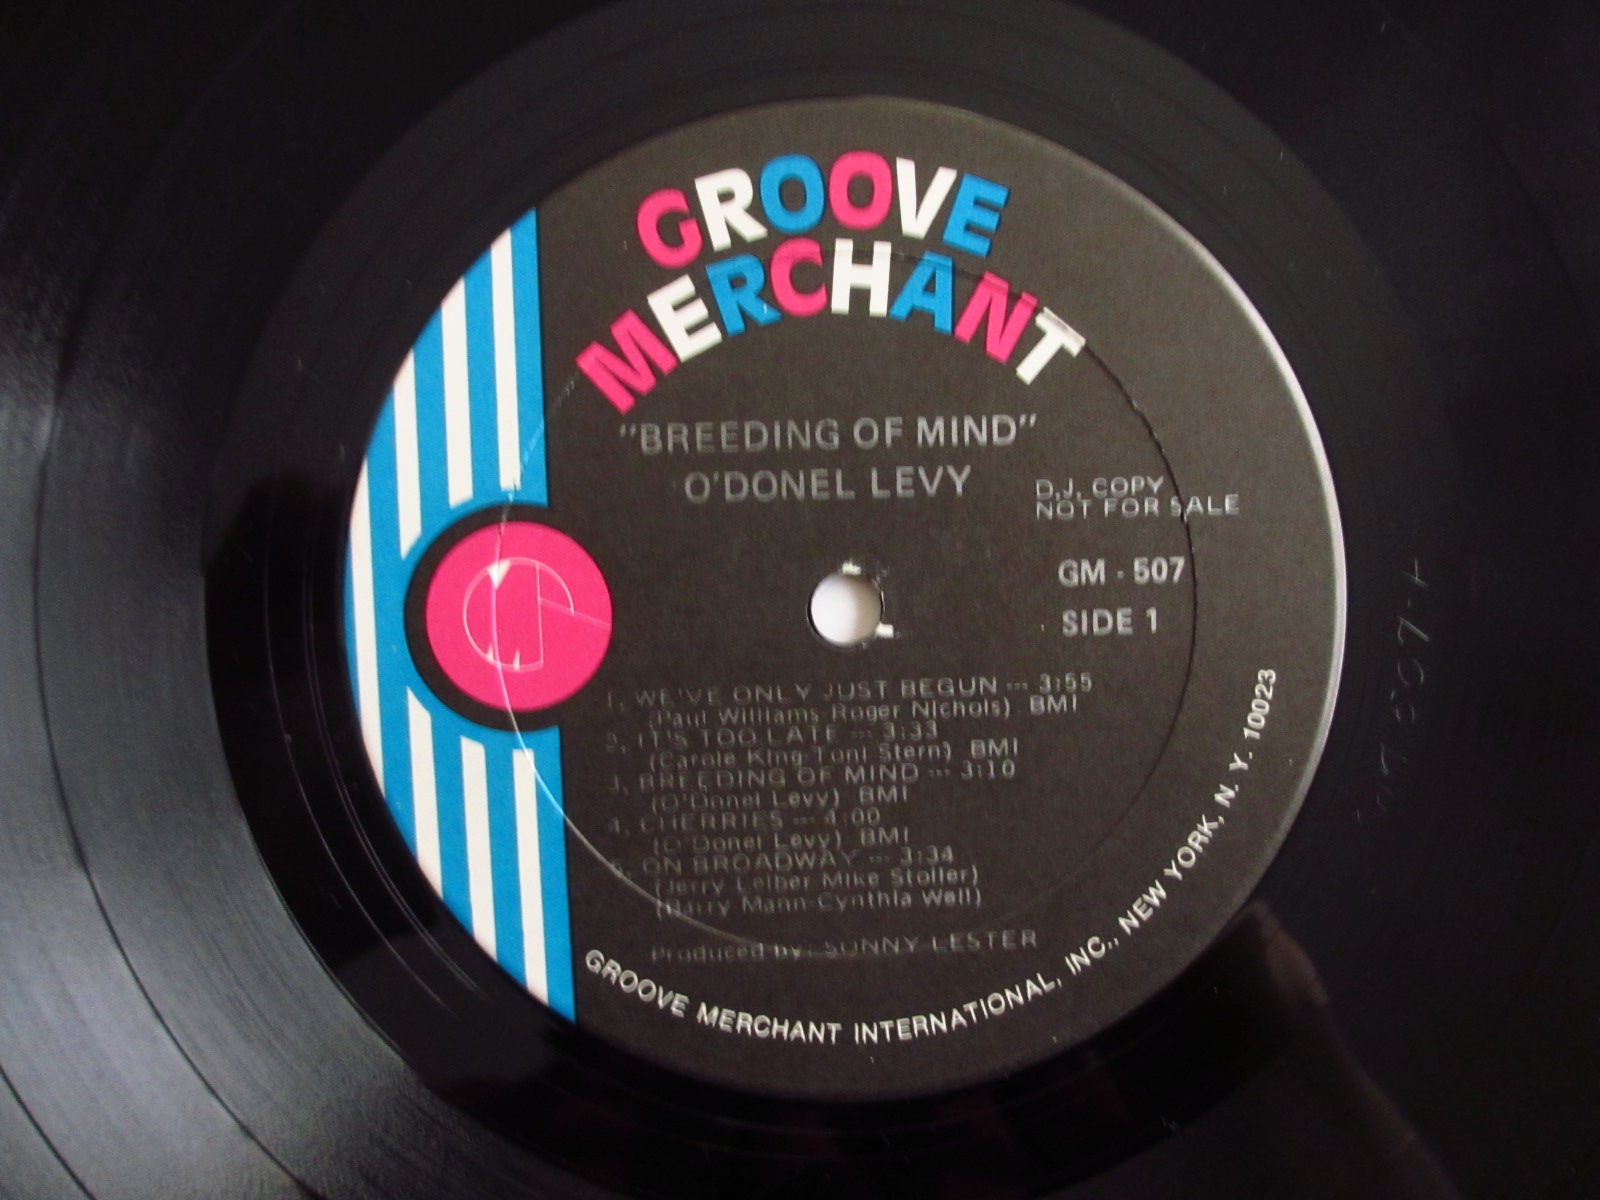 GROOVE
MERCHANT
"BREEDING OF MIND"
O'DONEL LEVY
D.J. COPY
NOT FOR SALE
GM - 507
SIDE 1
1. WE'VE ONLY JUST BEGUN --- 3:55
(Paul Williams Roger Nichols) BMI
2. IT'S TOO LATE --- 3:33
(Carole King-Toni Stern) BMI
3. BREEDING OF MIND --- 3:10
(O'Donel Levy) BMI
4. CHERRIES --- 4:00
(O'Donel Levy) BMI
5. ON BROADWAY --- 3:34
(Jerry Leiber Mike Stoller)
(Barry Mann-Cynthia Weil)
Produced by: SONNY LESTER
GROOVE MERCHANT INTERNATIONAL, INC., NEW YORK, N. Y. 10023